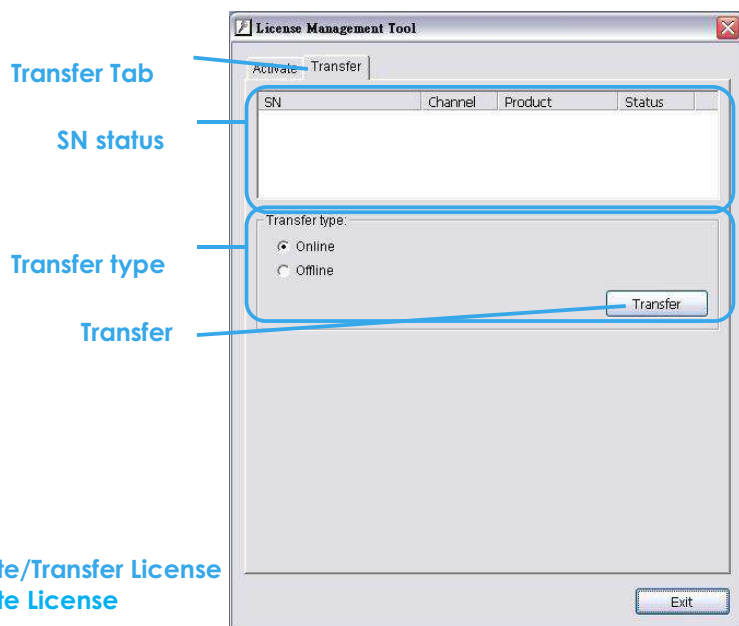 License Management Tool
Transfer Tab
Activate Transfer
SN status
SN Channel Product Status
Transfer type:
Transfer type
Online
Offline
Transfer
Transfer
te/Transfer License
te License
Exit